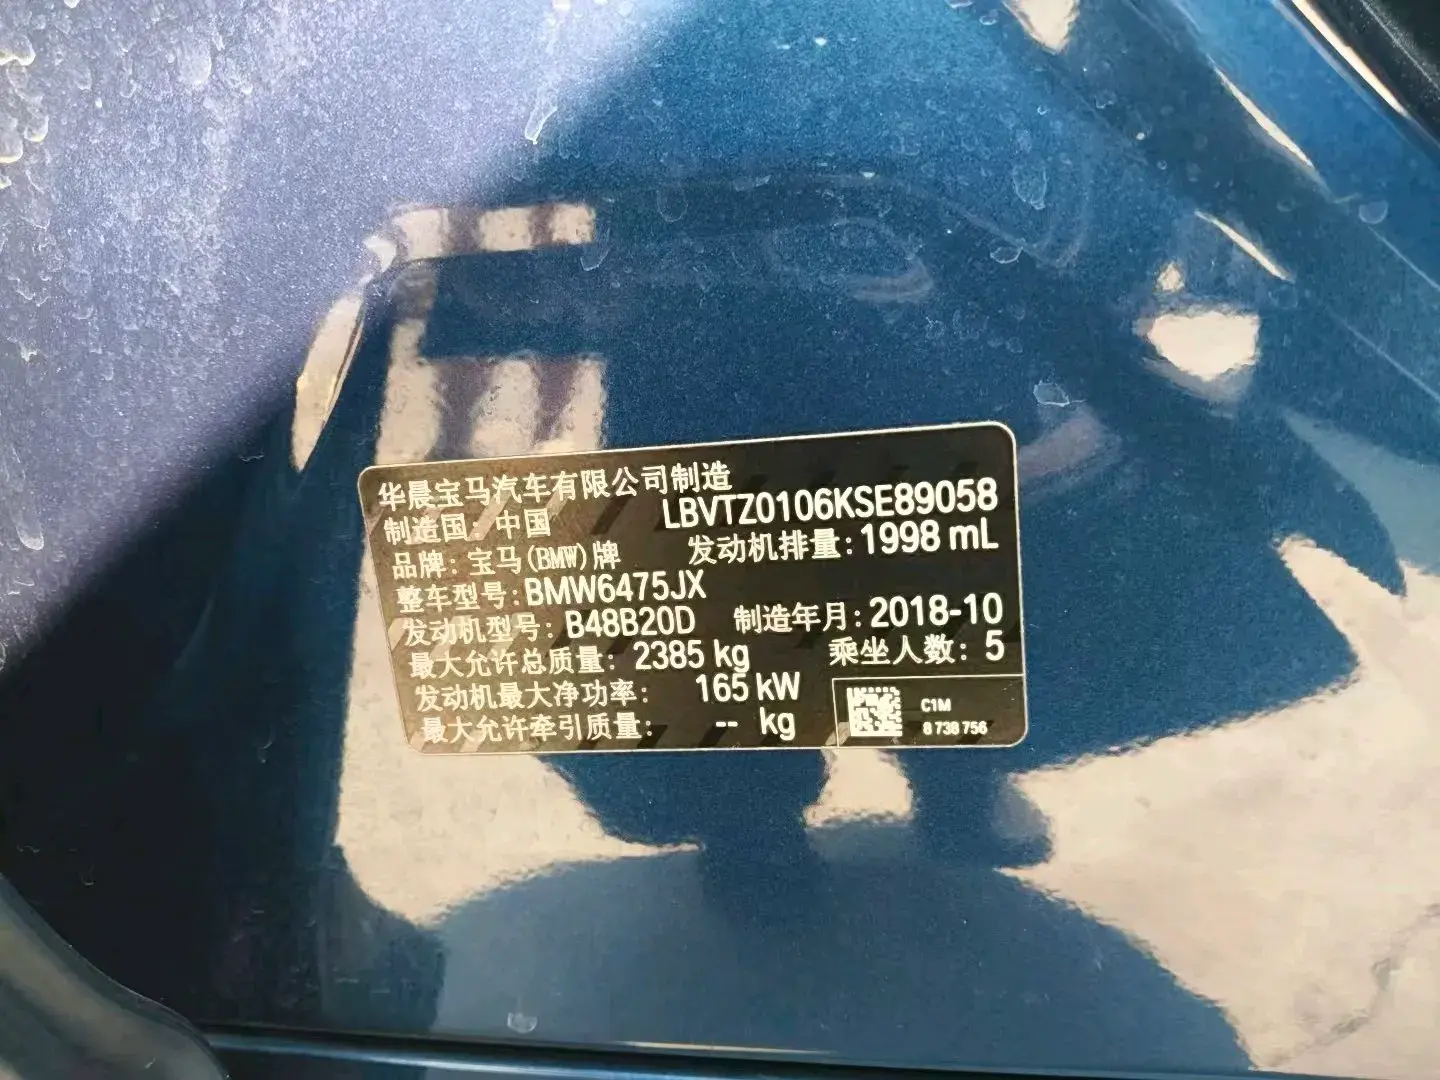 华晨宝马汽车有限公司制造
制造国：中国 LBVTZ0106KSE89058
品牌：宝马(BMW)牌 发动机排量：1998 mL
整车型号：BMW6475JX
发动机型号：B48B20D 制造年月：2018-10
最大允许总质量：2385 kg 乘坐人数：5
发动机最大净功率：165 kW
最大允许牵引质量：-- kg
C1M
8 738 756